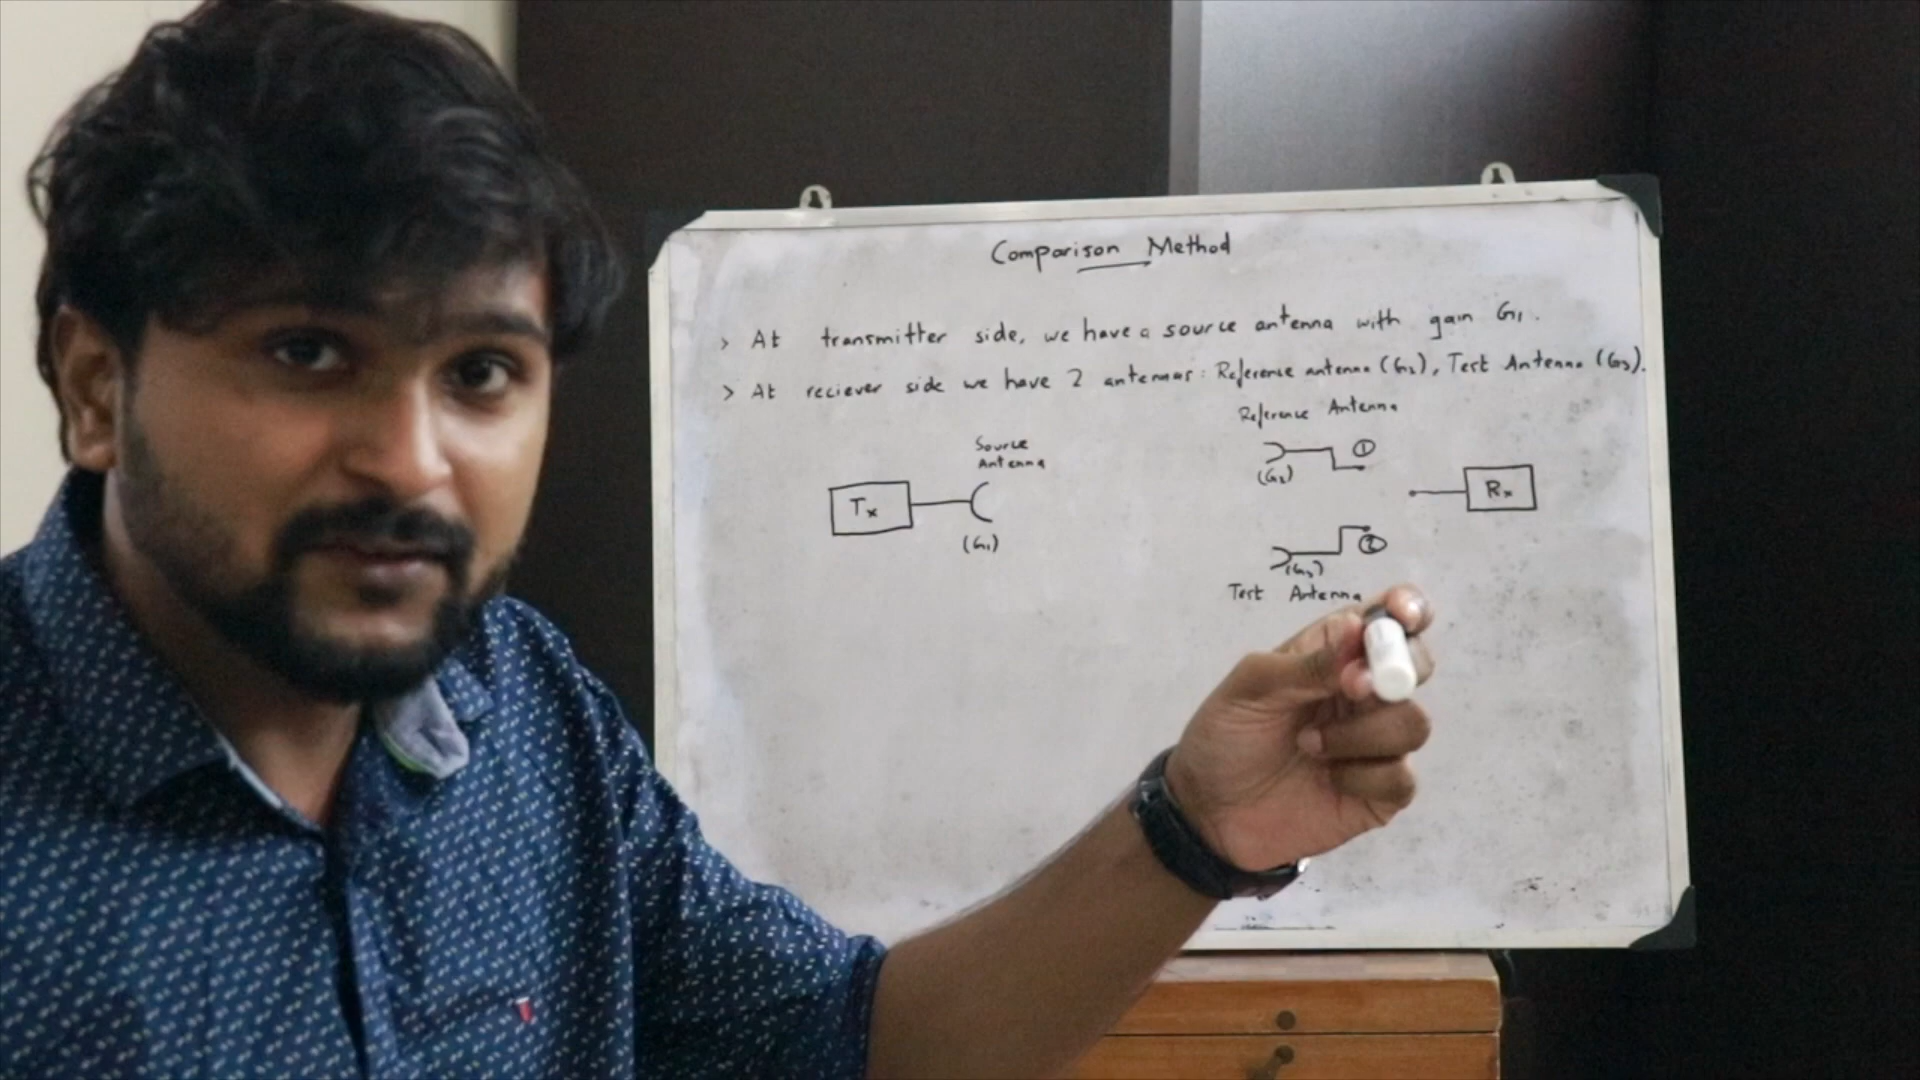 Comparison Method
> At transmitter side, we have a source antenna with gain G1.
> At reciever side we have 2 antennas : Reference antenna (G2), Test Antenna (G3).
Reference Antenna
Source
Antenna
1
(G2)
Tx
Rx
(G1)
2
(G3)
Test Antenna